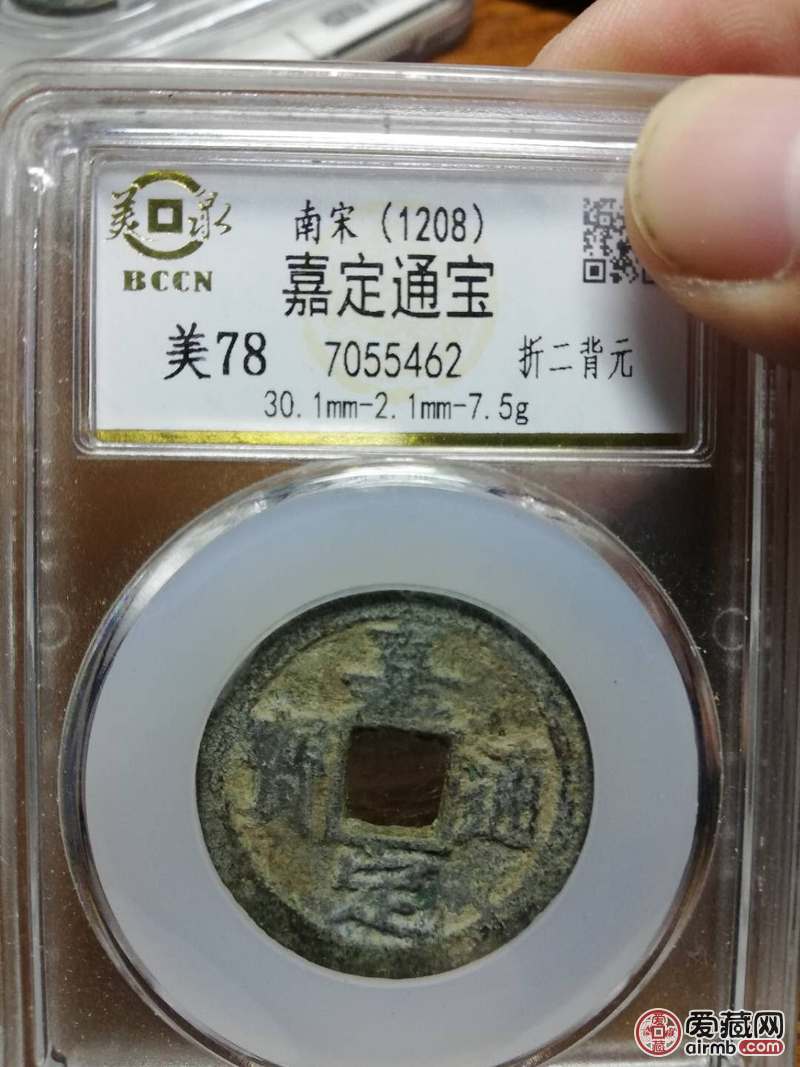 美泉
BCCN
南宋（1208）
嘉定通宝
美78 7055462 折二背元
30.1mm-2.1mm-7.5g
嘉
寳 通
定
爱藏网
airmb.com